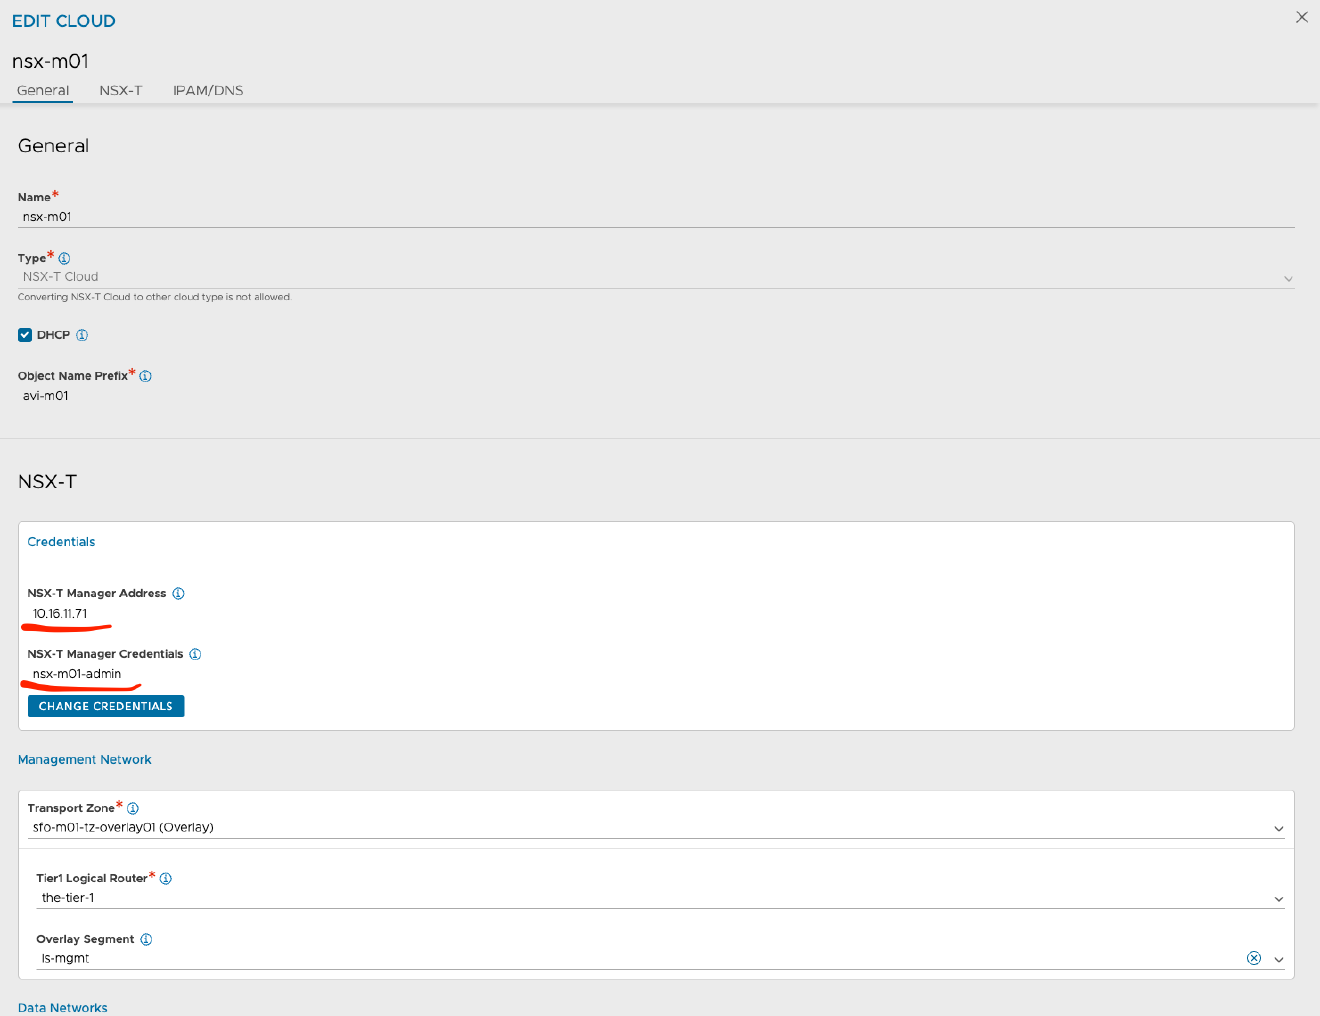 EDIT CLOUD
nsx-m01
General NSX-T IPAM/DNS
General
Name*
nsx-m01
Type*
NSX-T Cloud
Converting NSX-T Cloud to other cloud type is not allowed.
DHCP
Object Name Prefix*
avi-m01
NSX-T
Credentials
NSX-T Manager Address
10.16.11.71
NSX-T Manager Credentials
nsx-m01-admin
CHANGE CREDENTIALS
Management Network
Transport Zone*
sfo-m01-tz-overlay01 (Overlay)
Tier1 Logical Router*
the-tier-1
Overlay Segment
ls-mgmt
Data Networks